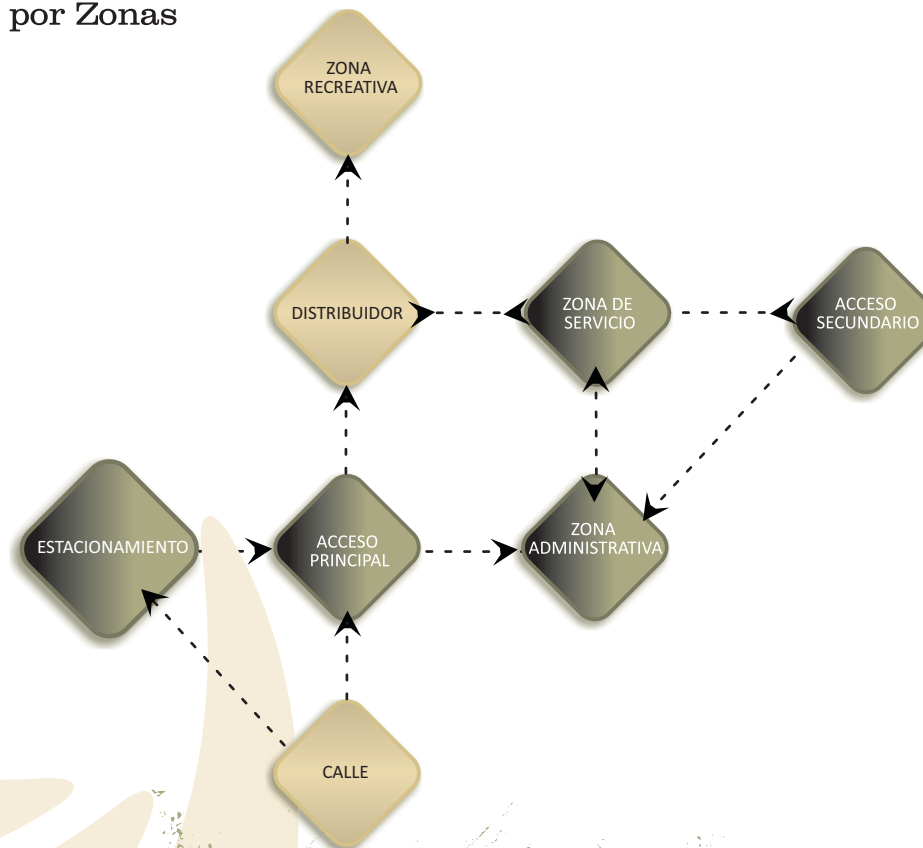 por Zonas
ZONA
RECREATIVA
DISTRIBUIDOR
ZONA DE
SERVICIO
ACCESO
SECUNDARIO
ESTACIONAMIENTO
ACCESO
PRINCIPAL
ZONA
ADMINISTRATIVA
CALLE